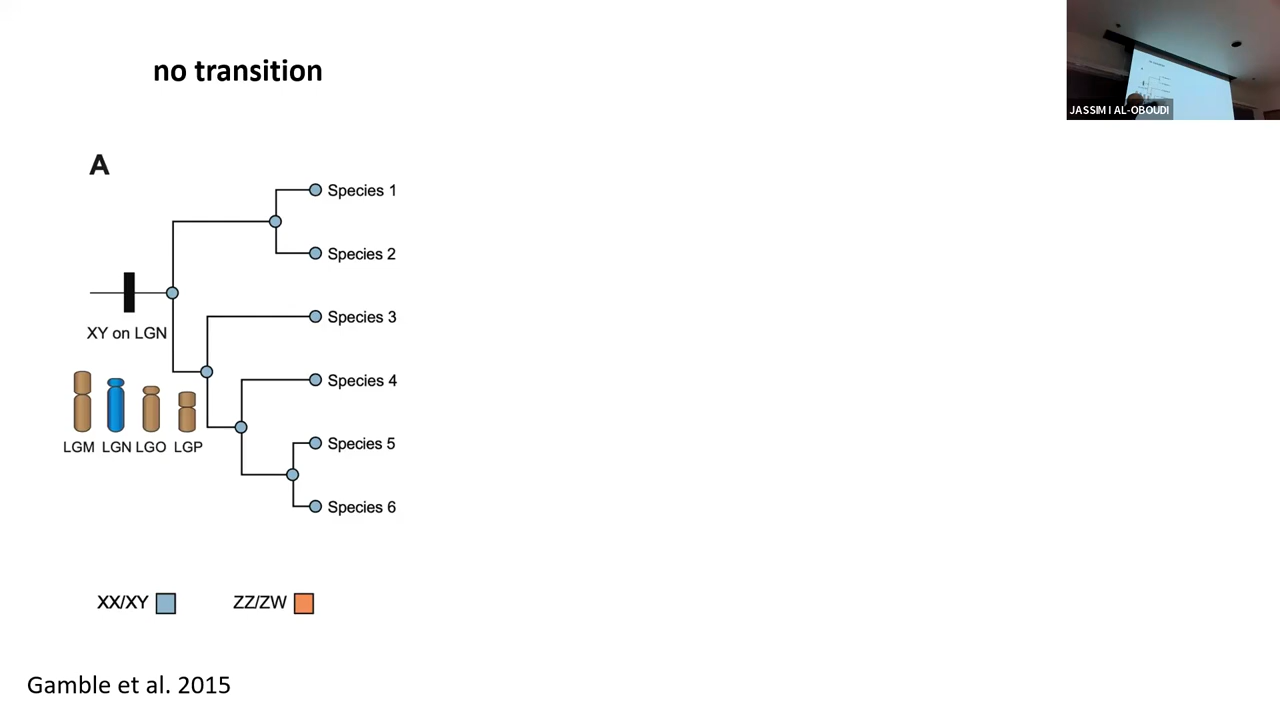 no transition
JASSIM I AL-OBOUDI
A
Species 1
Species 2
Species 3
XY on LGN
Species 4
LGM LGN LGO LGP
Species 5
Species 6
XX/XY
ZZ/ZW
Gamble et al. 2015